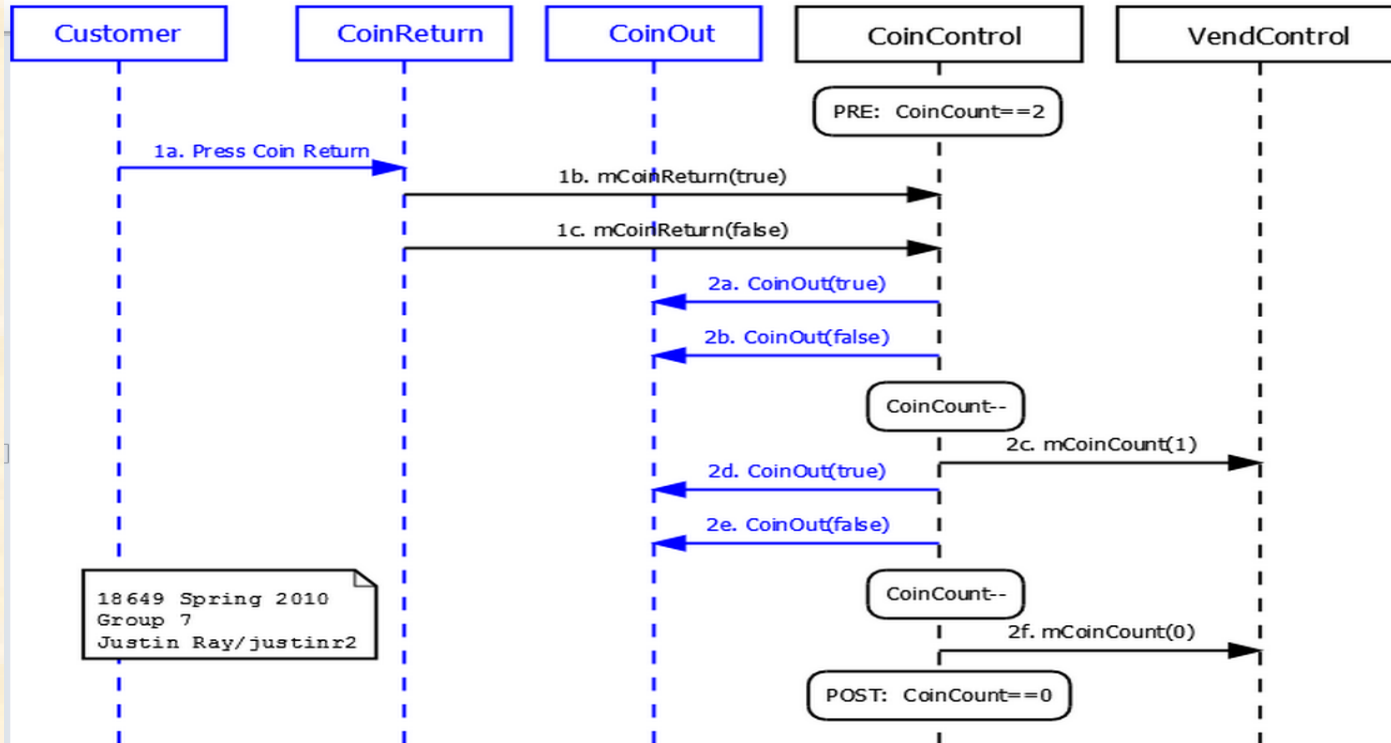 Customer
CoinReturn
CoinOut
CoinControl
VendControl
PRE: CoinCount==2
1a. Press Coin Return
1b. mCoinReturn(true)
1c. mCoinReturn(false)
2a. CoinOut(true)
2b. CoinOut(false)
CoinCount--
2c. mCoinCount(1)
2d. CoinOut(true)
2e. CoinOut(false)
18649 Spring 2010
Group 7
Justin Ray/justinr2
CoinCount--
2f. mCoinCount(0)
POST: CoinCount==0